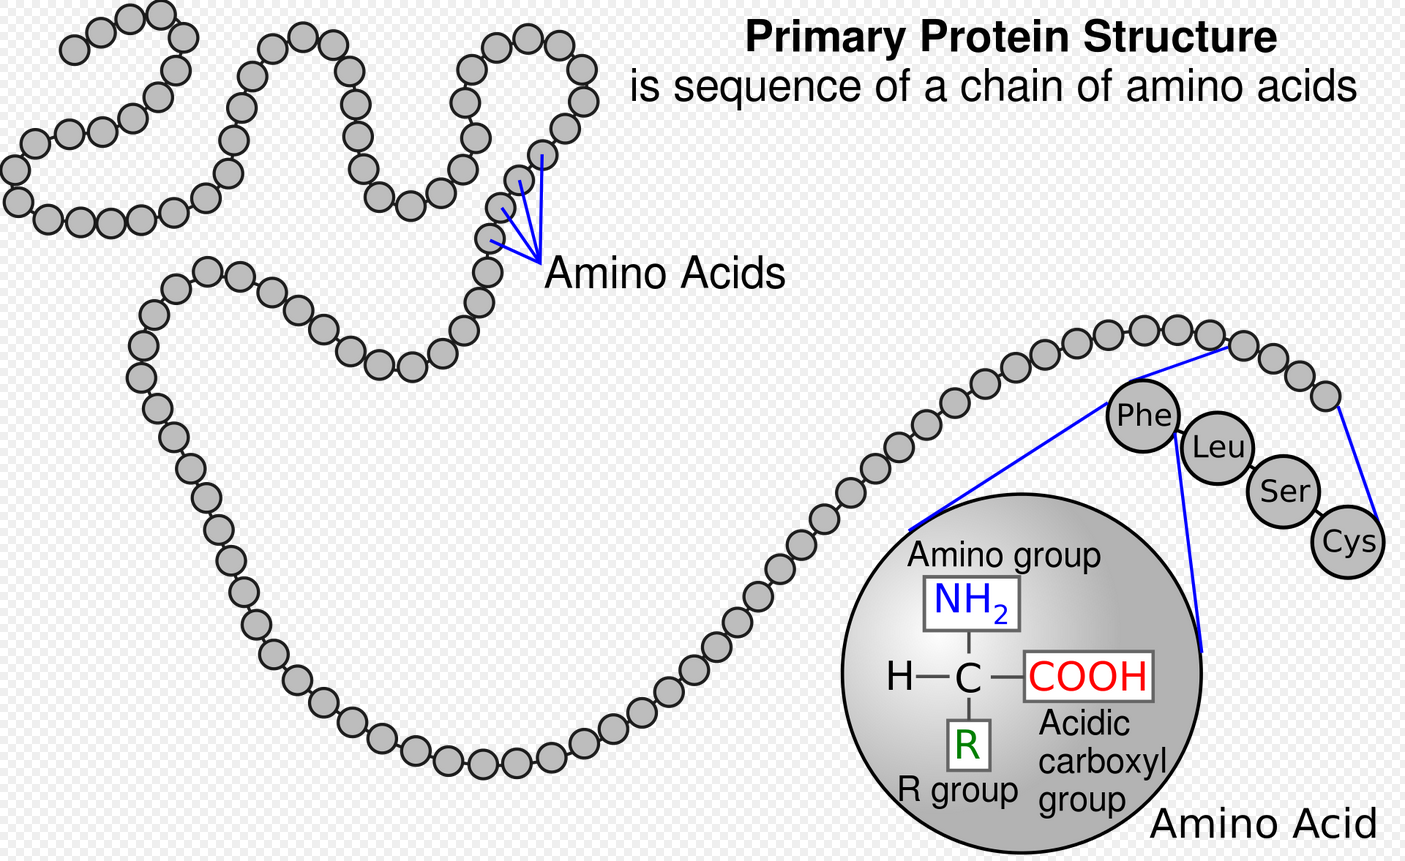 Primary Protein Structure
is sequence of a chain of amino acids
Amino Acids
Phe
Leu
Ser
Cys
Amino group
NH₂
H C COOH
R
R group
Acidic
carboxyl
group
Amino Acid